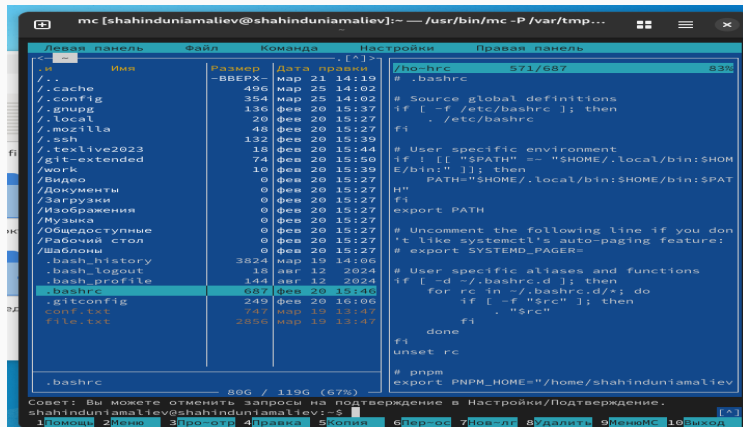 mc [shahinduniamaliev@shahinduniamaliev]:~ — /usr/bin/mc -P /var/tmp...
Левая панель Файл Команда Настройки Правая панель
<— ~ .[^]>
.и Имя Размер Дата правки
/.. -ВВЕРХ- мар 21 14:19
/.cache 496 мар 25 14:02
/.config 354 мар 25 14:02
/.gnupg 136 фев 20 15:37
/.local 20 фев 20 15:27
/.mozilla 48 фев 20 15:27
/.ssh 132 фев 20 15:39
/.texlive2023 18 фев 20 15:44
/git-extended 74 фев 20 15:50
/work 10 фев 20 15:39
/Видео 0 фев 20 15:27
/Документы 0 фев 20 15:27
/Загрузки 0 фев 20 15:27
/Изображения 0 фев 20 15:27
/Музыка 0 фев 20 15:27
/Общедоступные 0 фев 20 15:27
/Рабочий стол 0 фев 20 15:27
/Шаблоны 0 фев 20 15:27
.bash_history 3824 мар 19 14:06
.bash_logout 18 авг 12 2024
.bash_profile 144 авг 12 2024
.bashrc 687 фев 20 15:46
.gitconfig 249 фев 20 16:06
conf.txt 747 мар 19 13:47
file.txt 2856 мар 19 13:47
.bashrc
80G / 119G (67%)
/ho~hrc 571/687 83%
# .bashrc
# Source global definitions
if [ -f /etc/bashrc ]; then
. /etc/bashrc
fi
# User specific environment
if ! [[ "$PATH" =~ "$HOME/.local/bin:$HOM
E/bin:" ]]; then
PATH="$HOME/.local/bin:$HOME/bin:$PAT
H"
fi
export PATH
# Uncomment the following line if you don
't like systemctl's auto-paging feature:
# export SYSTEMD_PAGER=
# User specific aliases and functions
if [ -d ~/.bashrc.d ]; then
for rc in ~/.bashrc.d/*; do
if [ -f "$rc" ]; then
. "$rc"
fi
done
fi
unset rc
# pnpm
export PNPM_HOME="/home/shahinduniamaliev
Совет: Вы можете отменить запросы на подтверждение в Настройки/Подтверждение.
shahinduniamaliev@shahinduniamaliev:~$ [^]
1Помощь 2Меню 3Про~отр 4Правка 5Копия 6Пер~ос 7Нов~лг 8Удалить 9МенюMC 10Выход